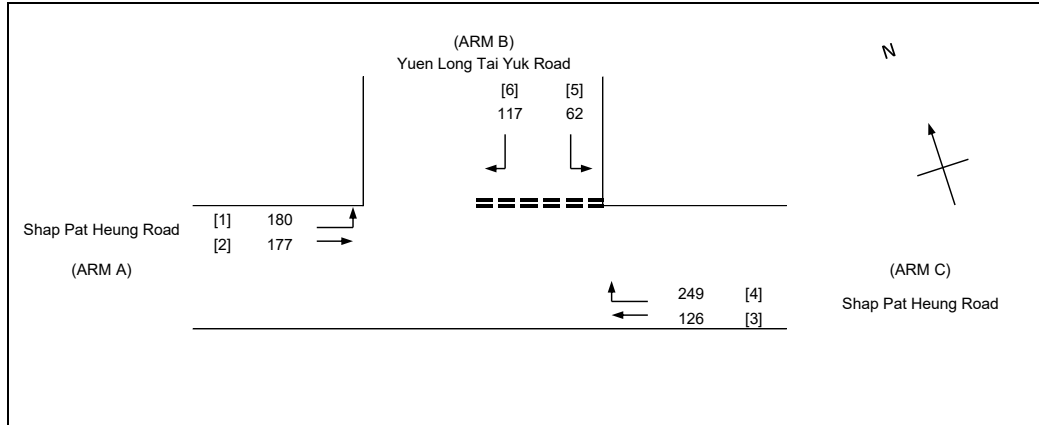 (ARM B)
Yuen Long Tai Yuk Road
N
[6] [5]
117 62
[1] 180
Shap Pat Heung Road
[2] 177
(ARM A)
(ARM C)
249 [4]
Shap Pat Heung Road
126 [3]